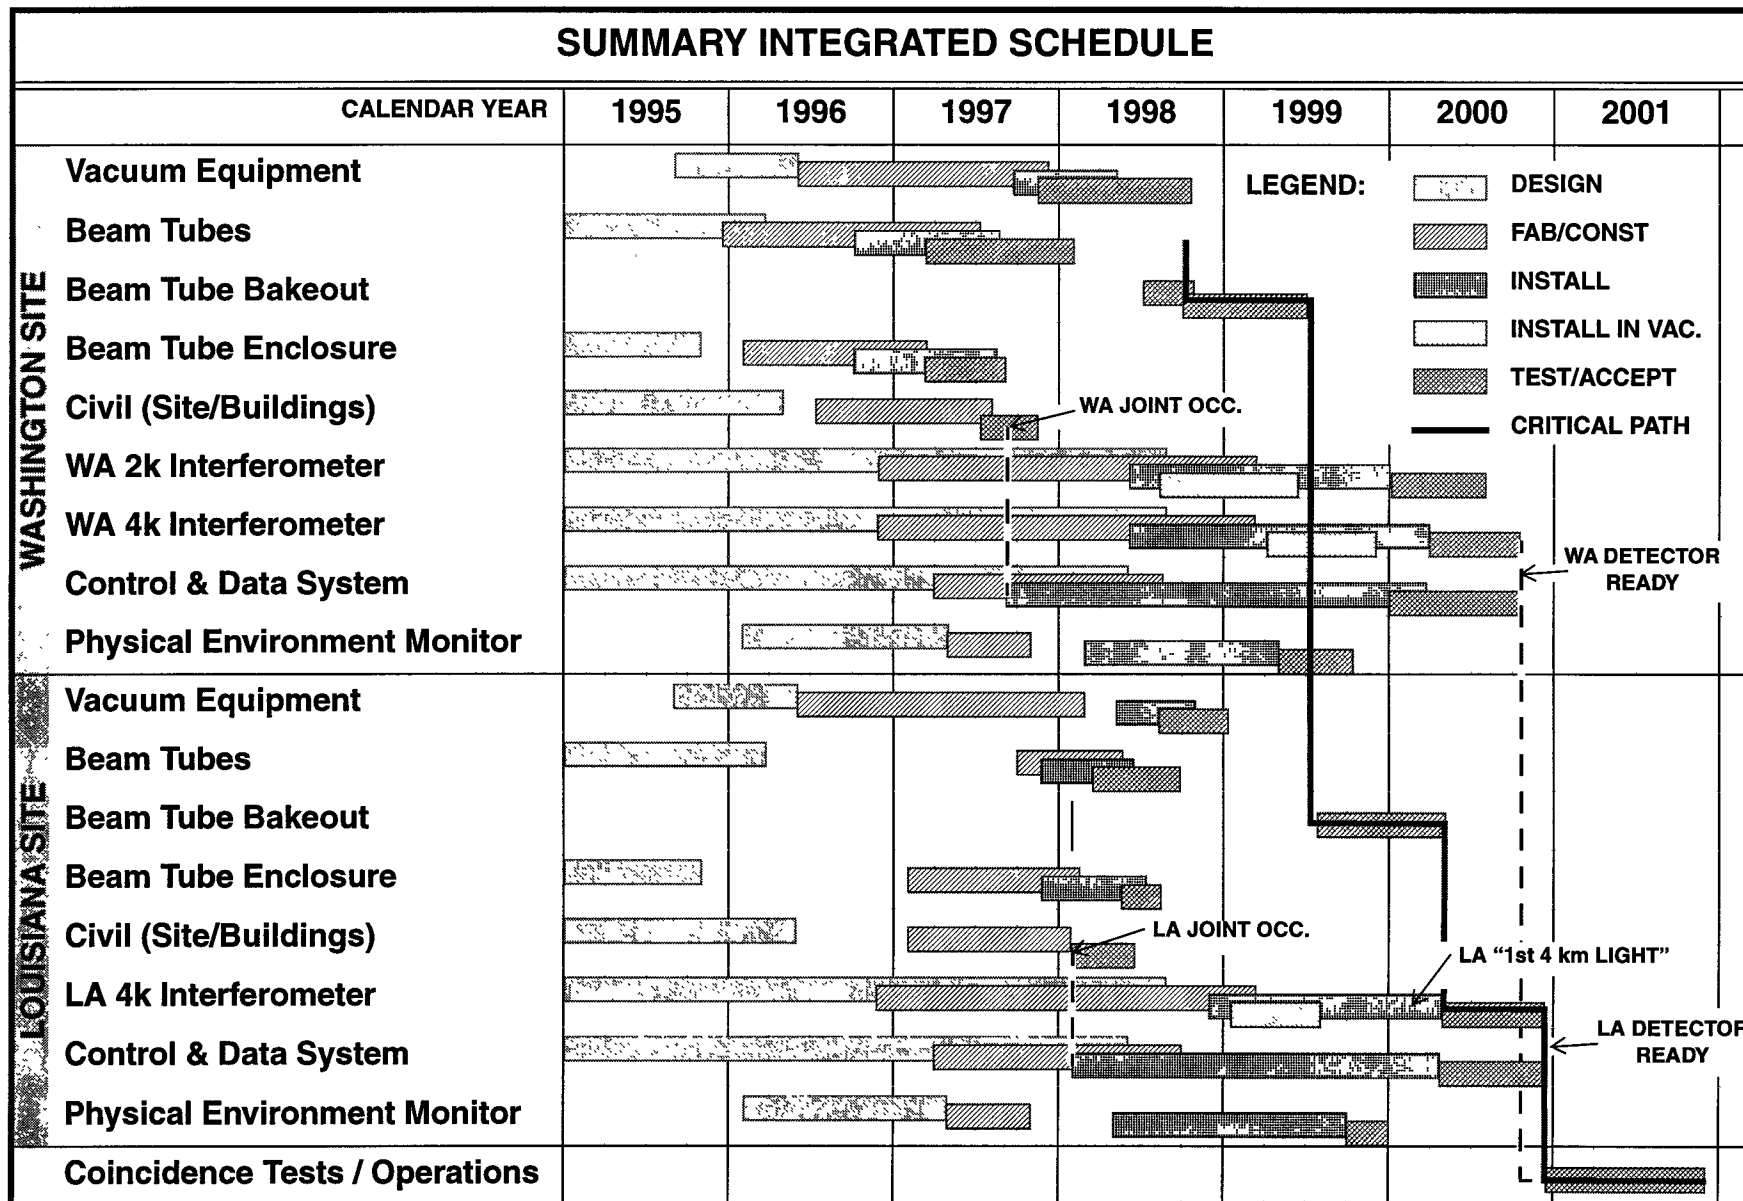 SUMMARY INTEGRATED SCHEDULE
CALENDAR YEAR 1995 1996 1997 1998 1999 2000 2001
WASHINGTON SITE
Vacuum Equipment
Beam Tubes
Beam Tube Bakeout
Beam Tube Enclosure
Civil (Site/Buildings)
WA 2k Interferometer
WA 4k Interferometer
Control & Data System
Physical Environment Monitor
LEGEND:
DESIGN
FAB/CONST
INSTALL
INSTALL IN VAC.
TEST/ACCEPT
CRITICAL PATH
WA JOINT OCC.
WA DETECTOR
READY
LOUISIANA SITE
Vacuum Equipment
Beam Tubes
Beam Tube Bakeout
Beam Tube Enclosure
Civil (Site/Buildings)
LA 4k Interferometer
Control & Data System
Physical Environment Monitor
LA JOINT OCC.
LA "1st 4 km LIGHT"
LA DETECTOR
READY
Coincidence Tests / Operations